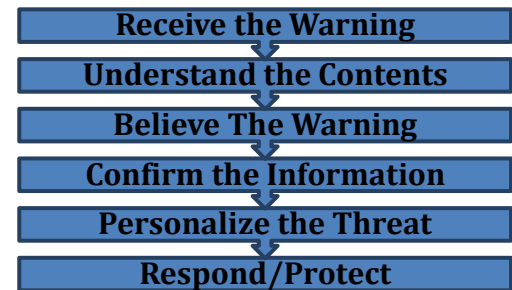 Receive the Warning
Understand the Contents
Believe The Warning
Confirm the Information
Personalize the Threat
Respond/Protect